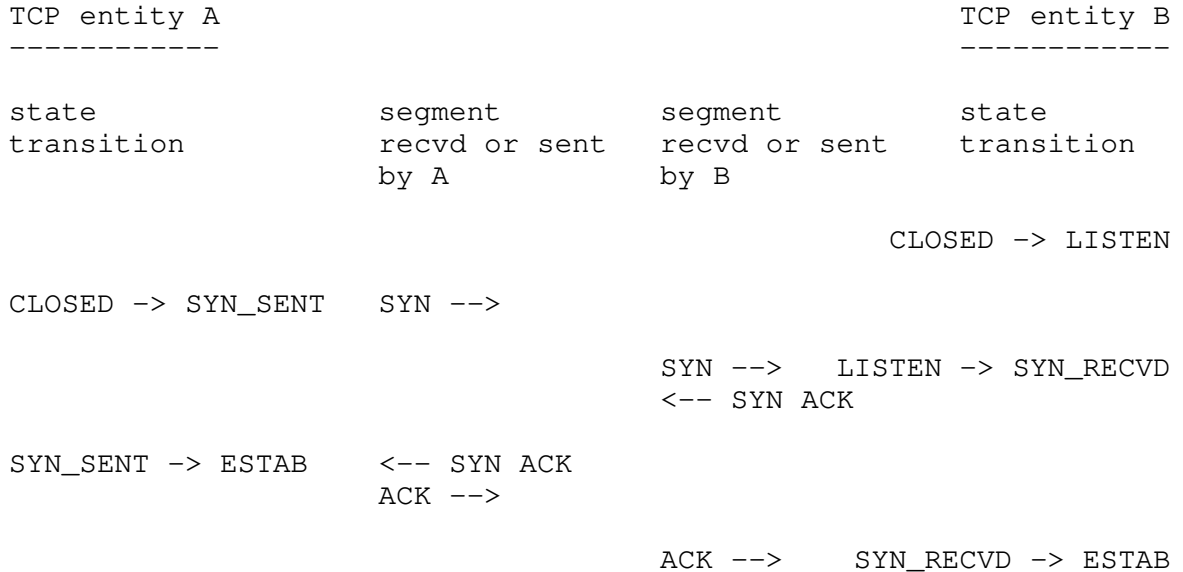 TCP entity A                                          TCP entity B
------------                                          ------------
state                segment         segment          state
transition           recvd or sent   recvd or sent    transition
                     by A            by B
                                                  CLOSED -> LISTEN
CLOSED -> SYN_SENT   SYN -->
                                     SYN -->   LISTEN -> SYN_RECVD
                                     <-- SYN ACK
SYN_SENT -> ESTAB    <-- SYN ACK
                     ACK -->
                                     ACK -->    SYN_RECVD -> ESTAB